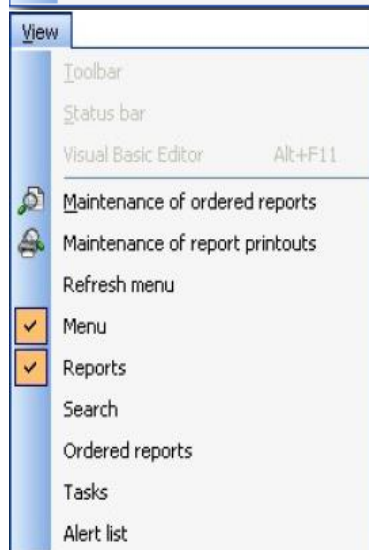 View
Toolbar
Status bar
Visual Basic Editor Alt+F11
Maintenance of ordered reports
Maintenance of report printouts
Refresh menu
Menu
Reports
Search
Ordered reports
Tasks
Alert list